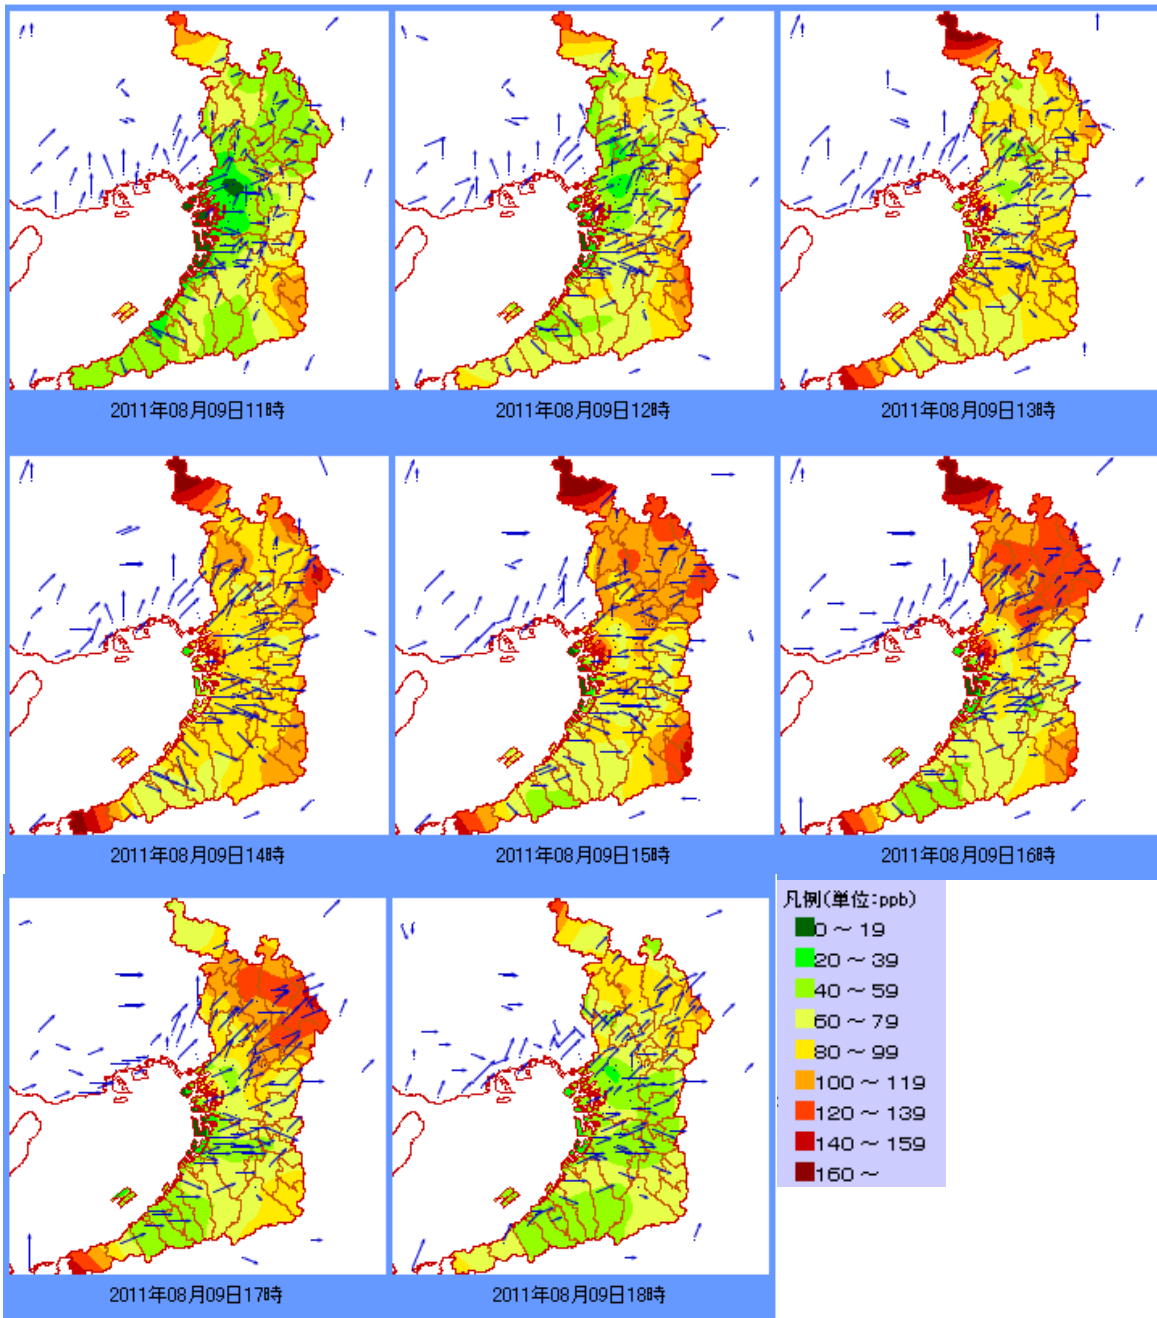 2011年08月09日11時
2011年08月09日12時
2011年08月09日13時
2011年08月09日14時
2011年08月09日15時
2011年08月09日16時
2011年08月09日17時
2011年08月09日18時
凡例(単位:ppb)
0 ～ 19
20 ～ 39
40 ～ 59
60 ～ 79
80 ～ 99
100 ～ 119
120 ～ 139
140 ～ 159
160 ～